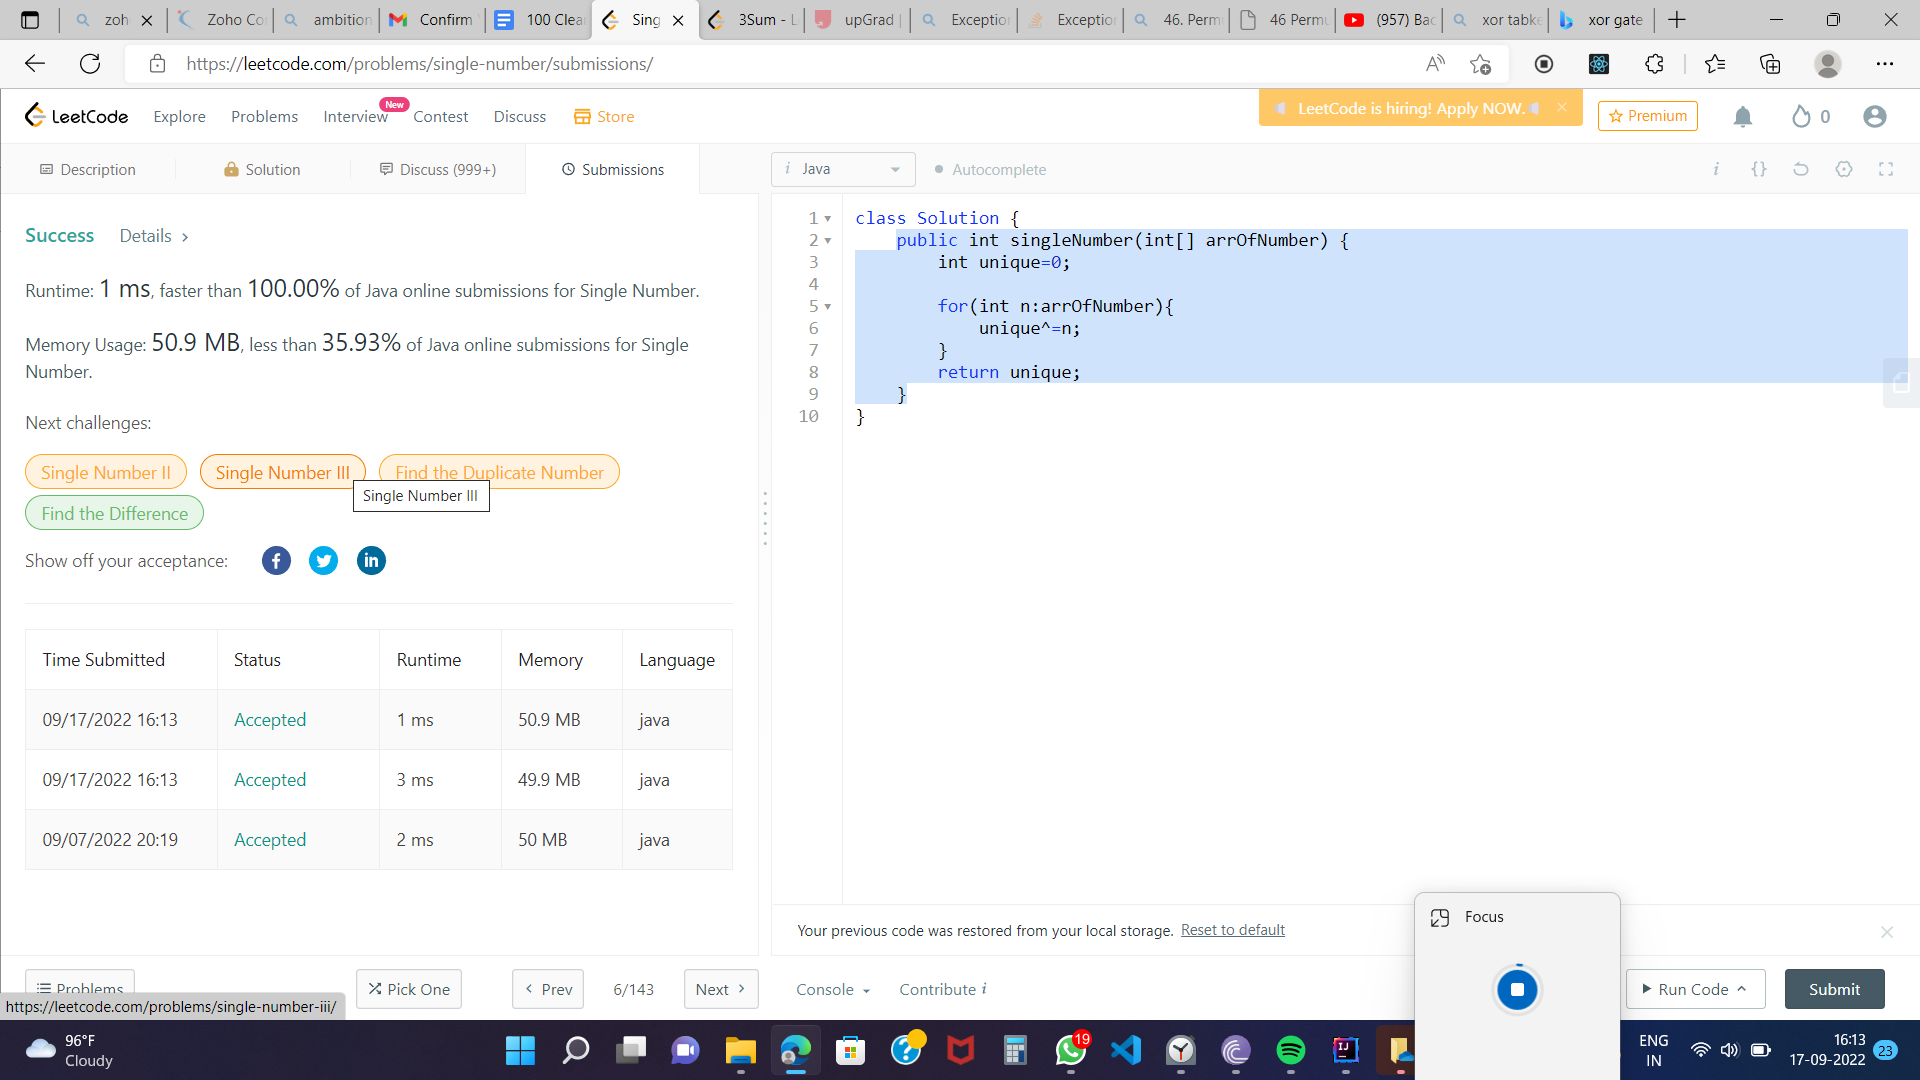 zoh
Zoho Co
ambition
Confirm
100 Clea
Sing
3Sum - L
upGrad |
Exceptio
Exceptio
46. Perm
46 Permu
(957) Bac
xor tabke
xor gate
https://leetcode.com/problems/single-number/submissions/
LeetCode
Explore
Problems
Interview
New
Contest
Discuss
Store
LeetCode is hiring! Apply NOW.
Premium
0
Description
Solution
Discuss (999+)
Submissions
i Java
Autocomplete
i {}
Success
Details >
Runtime: 1 ms, faster than 100.00% of Java online submissions for Single Number.
Memory Usage: 50.9 MB, less than 35.93% of Java online submissions for Single
Number.
Next challenges:
Single Number II
Single Number III
Find the Duplicate Number
Single Number III
Find the Difference
Show off your acceptance:
Time Submitted Status Runtime Memory Language
09/17/2022 16:13 Accepted 1 ms 50.9 MB java
09/17/2022 16:13 Accepted 3 ms 49.9 MB java
09/07/2022 20:19 Accepted 2 ms 50 MB java
1 class Solution {
2 public int singleNumber(int[] arrOfNumber) {
3 int unique=0;
4
5 for(int n:arrOfNumber){
6 unique^=n;
7 }
8 return unique;
9 }
10 }
Your previous code was restored from your local storage. Reset to default
Focus
Problems
Pick One
< Prev
6/143
Next >
Console
Contribute i
Run Code
Submit
https://leetcode.com/problems/single-number-iii/
96°F
Cloudy
19
ENG
IN
16:13
17-09-2022
23